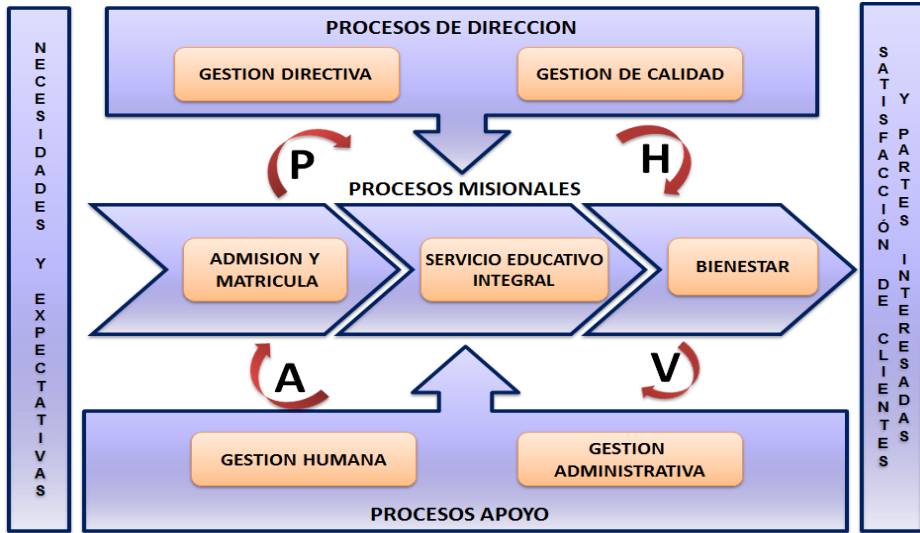 NECESIDADES Y EXPECTATIVAS
PROCESOS DE DIRECCION
GESTION DIRECTIVA
GESTION DE CALIDAD
P
H
PROCESOS MISIONALES
ADMISION Y
MATRICULA
SERVICIO EDUCATIVO
INTEGRAL
BIENESTAR
A
V
GESTION HUMANA
GESTION
ADMINISTRATIVA
PROCESOS APOYO
SATISFACCIÓN DE CLIENTES
Y PARTES INTERESADAS